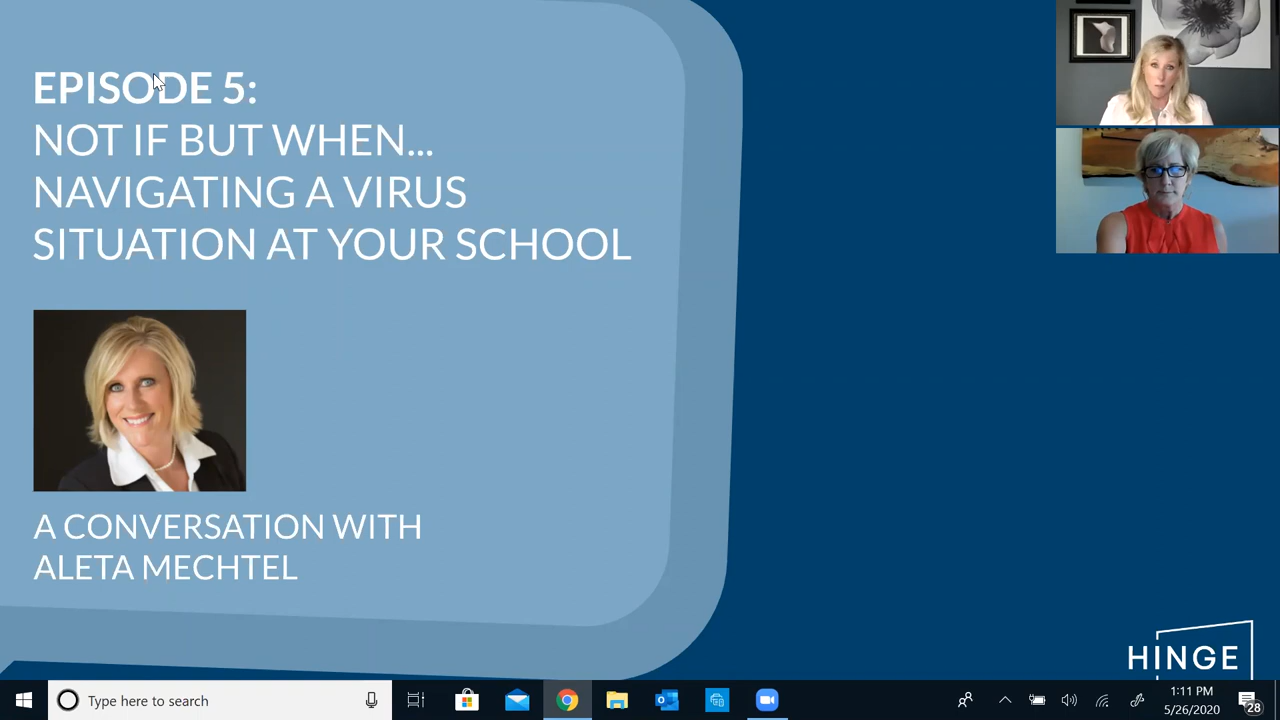 EPISODE 5:
NOT IF BUT WHEN...
NAVIGATING A VIRUS
SITUATION AT YOUR SCHOOL
A CONVERSATION WITH
ALETA MECHTEL
HINGE
Type here to search
1:11 PM
5/26/2020
28